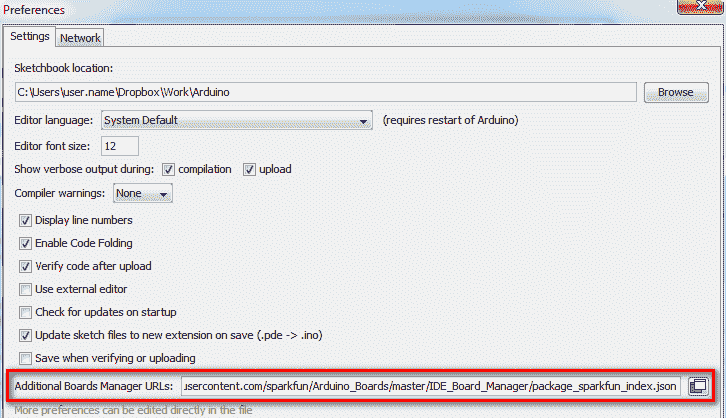 Preferences
Settings Network
Sketchbook location:
C:\Users\user.name\Dropbox\Work\Arduino Browse
Editor language: System Default (requires restart of Arduino)
Editor font size: 12
Show verbose output during: compilation upload
Compiler warnings: None
Display line numbers
Enable Code Folding
Verify code after upload
Use external editor
Check for updates on startup
Update sketch files to new extension on save (.pde -> .ino)
Save when verifying or uploading
Additional Boards Manager URLs: usercontent.com/sparkfun/Arduino_Boards/master/IDE_Board_Manager/package_sparkfun_index.json
More preferences can be edited directly in the file